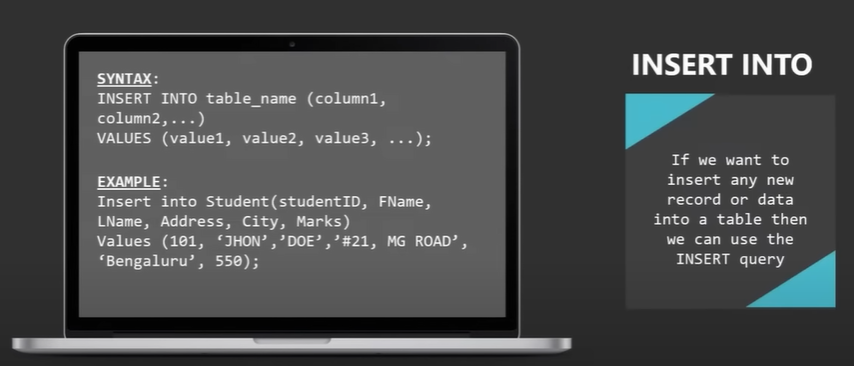 SYNTAX:
INSERT INTO table_name (column1,
column2,...)
VALUES (value1, value2, value3, ...);
EXAMPLE:
Insert into Student(studentID, FName,
LName, Address, City, Marks)
Values (101, ‘JHON’,’DOE’,’#21, MG ROAD’,
‘Bengaluru’, 550);
INSERT INTO
If we want to
insert any new
record or data
into a table then
we can use the
INSERT query